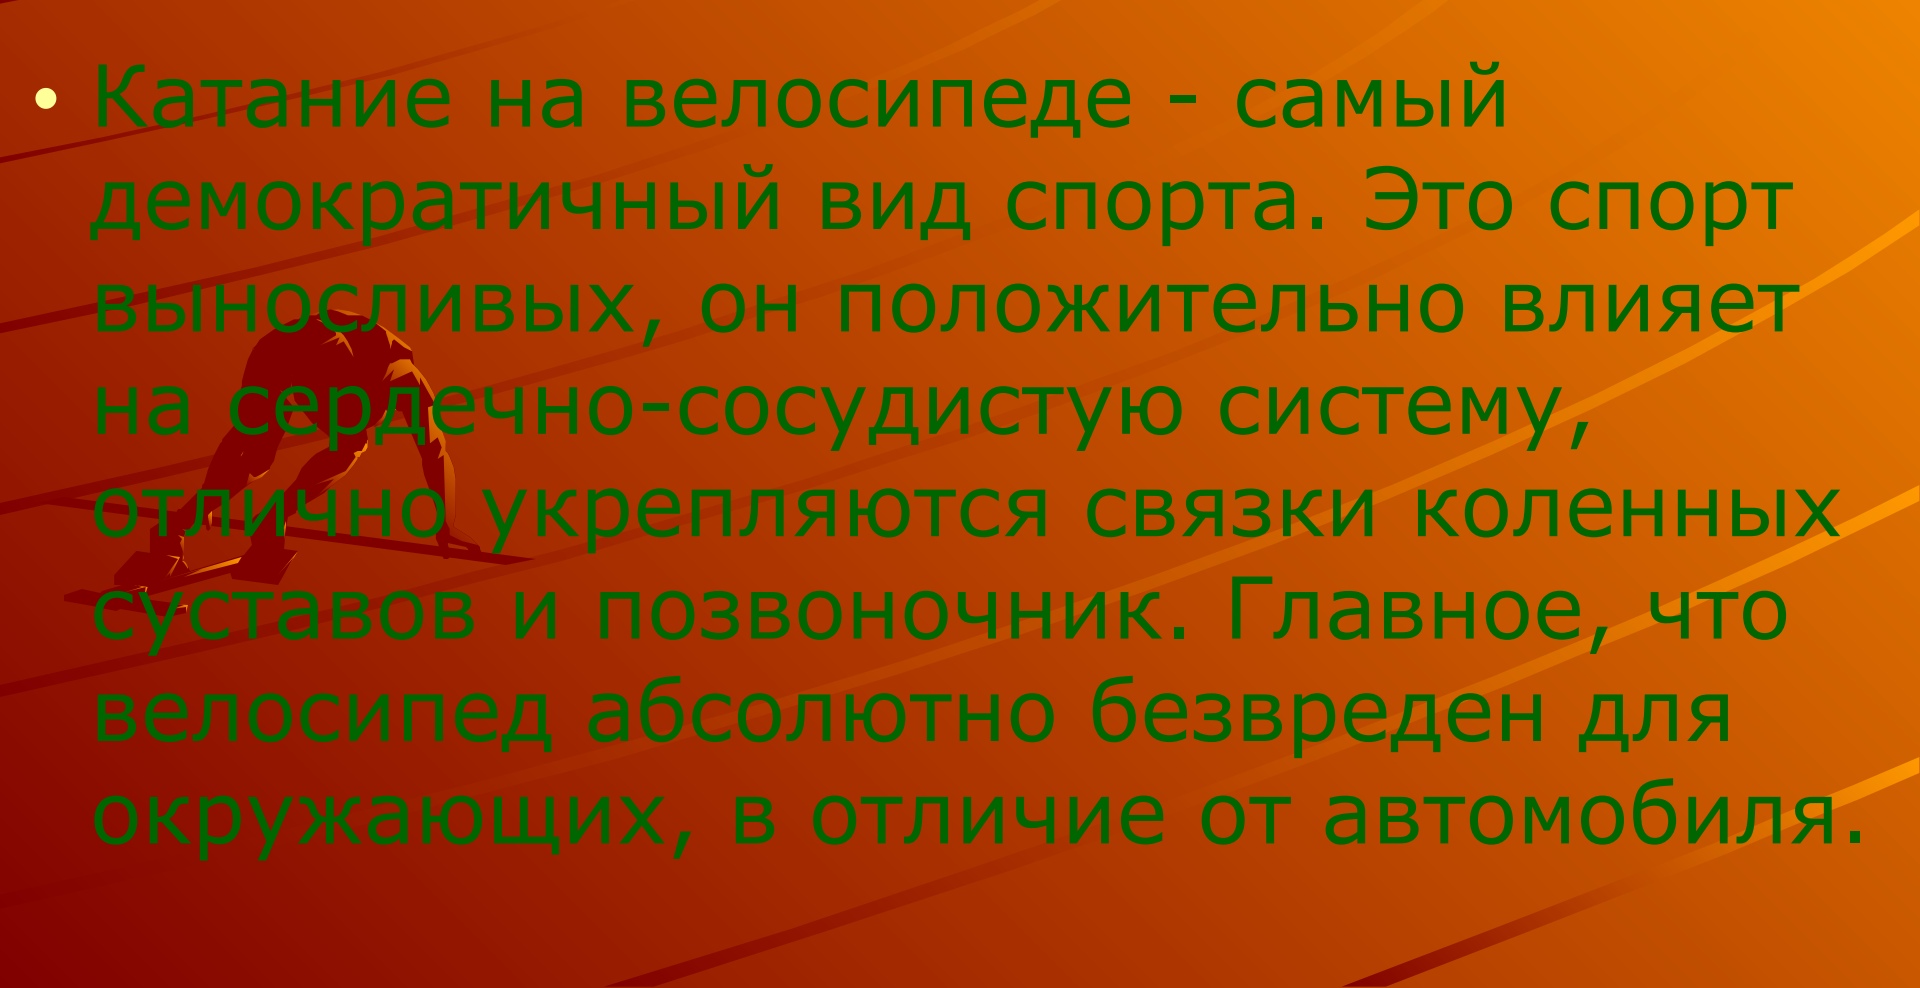 • Катание на велосипеде - самый
демократичный вид спорта. Это спорт
выносливых, он положительно влияет
на сердечно-сосудистую систему,
отлично укрепляются связки коленных
суставов и позвоночник. Главное, что
велосипед абсолютно безвреден для
окружающих, в отличие от автомобиля.